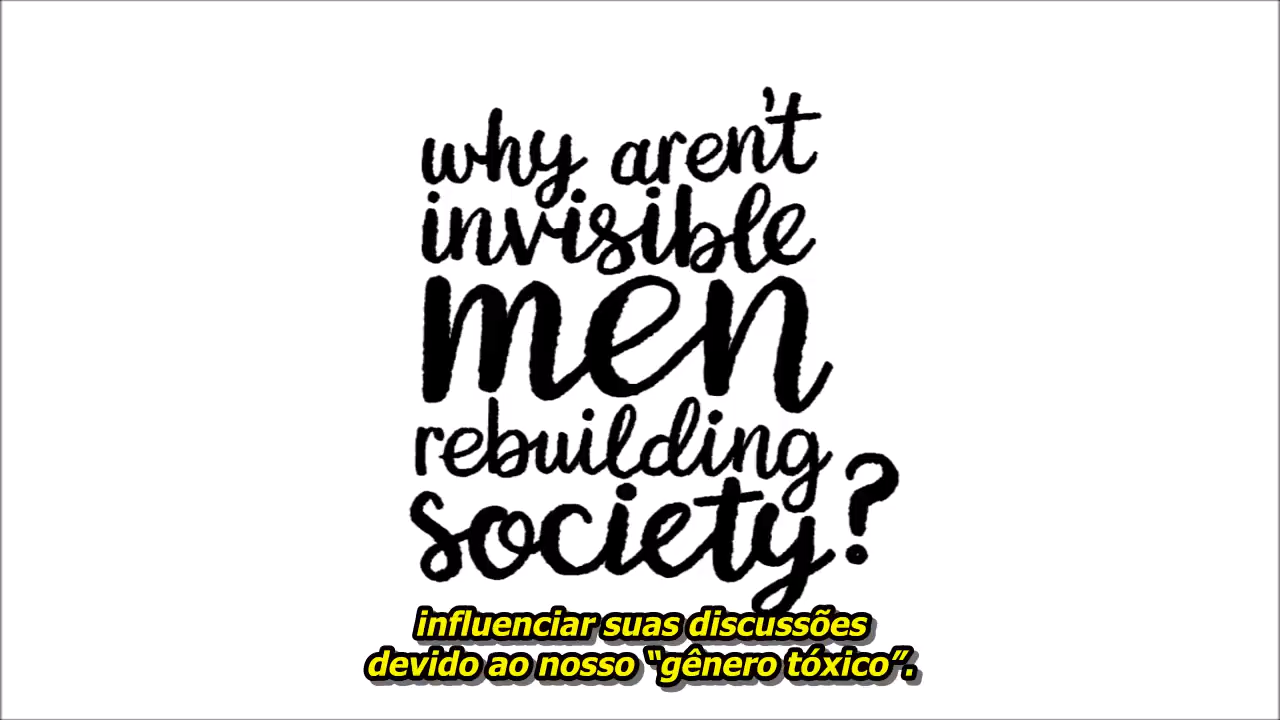 why aren't
invisible
men
rebuilding
society?
influenciar suas discussões
devido ao nosso “gênero tóxico”.